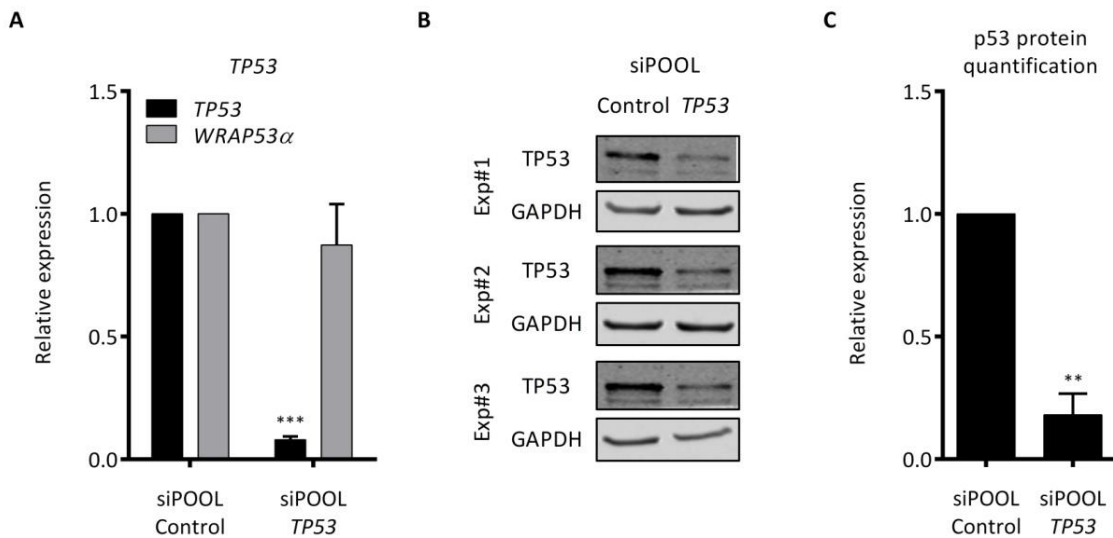 A
TP53
1.5
1.0
0.5
0.0
Relative expression
TP53
WRAP53α
***
siPOOL
Control
siPOOL
TP53
B
siPOOL
Control TP53
Exp#1
TP53
GAPDH
Exp#2
TP53
GAPDH
Exp#3
TP53
GAPDH
C
p53 protein
quantification
1.5
1.0
0.5
0.0
Relative expression
**
siPOOL
Control
siPOOL
TP53